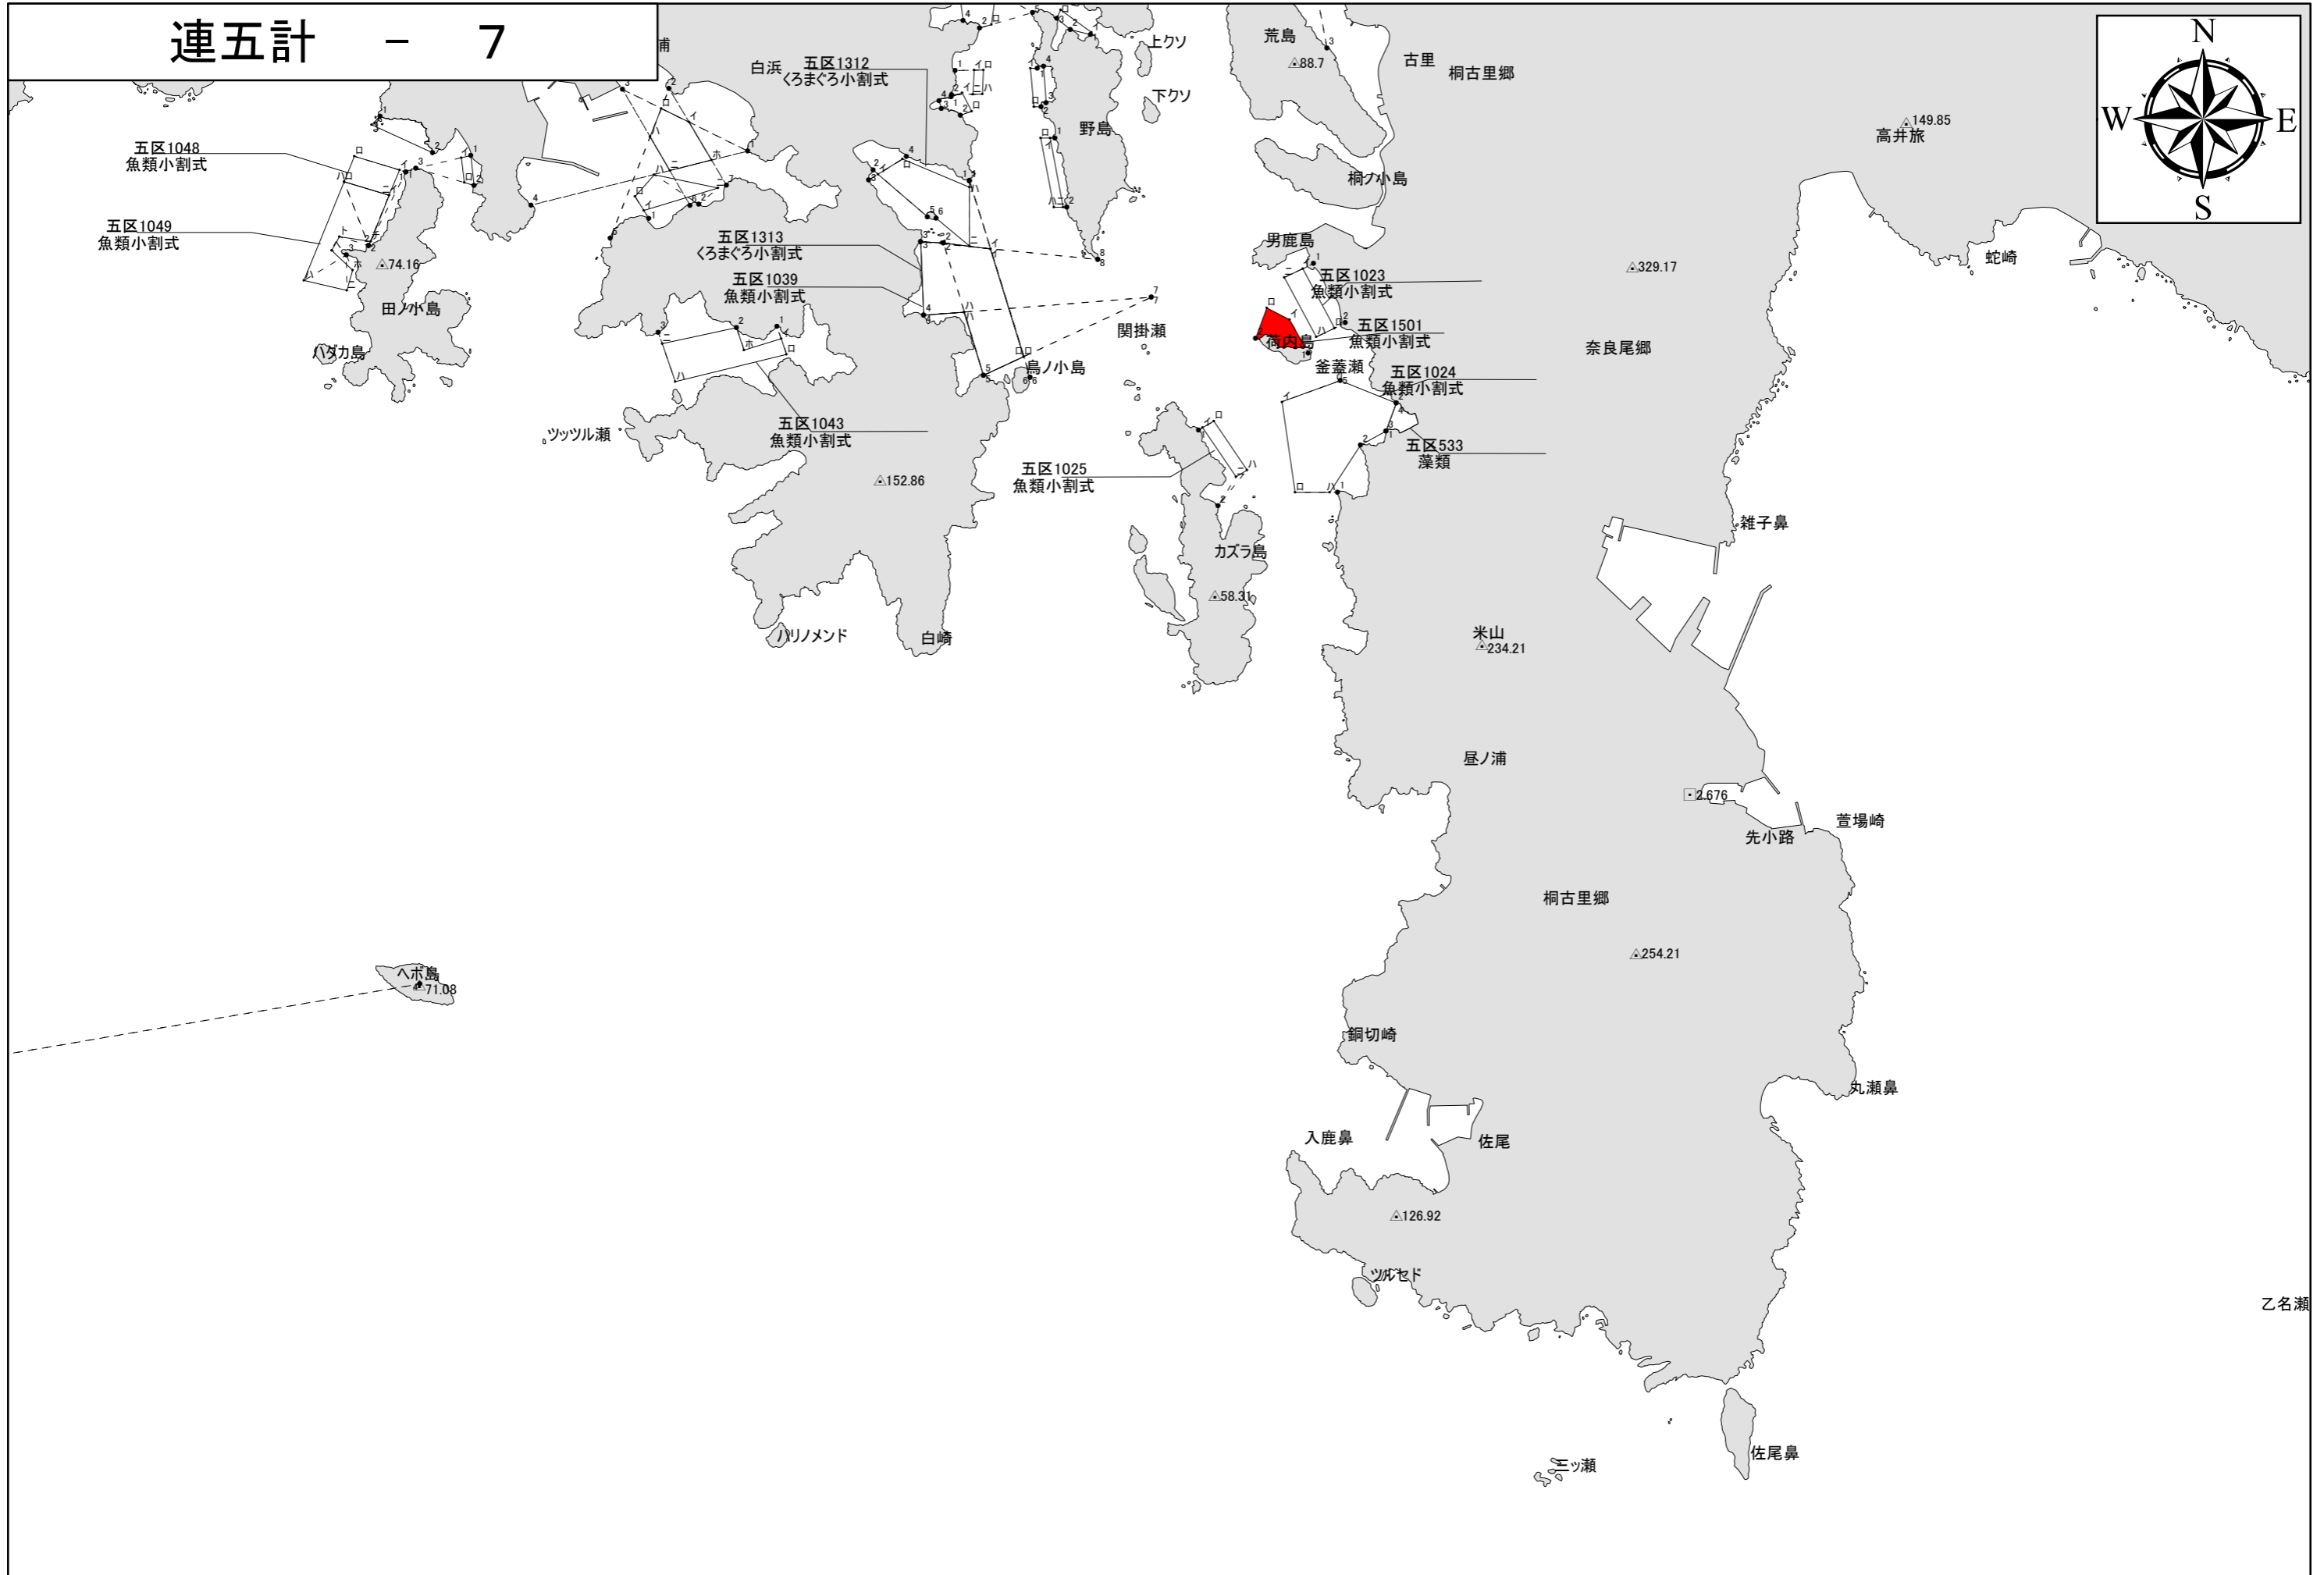 連五計 － 7
浦
白浜
五区1312
くろまぐろ小割式
上クソ
下クソ
野島
荒島
88.7
古里
桐古里郷
高井旅
149.85
N
W
E
S
五区1048
魚類小割式
五区1049
魚類小割式
74.16
田ノ小島
ハダカ島
五区1313
くろまぐろ小割式
五区1039
魚類小割式
桐ノ小島
男鹿島
五区1023
魚類小割式
五区1501
魚類小割式
荷内島
釜蓋瀬
329.17
蛇崎
関掛瀬
鳥ノ小島
奈良尾郷
五区1024
魚類小割式
ツッツル瀬
五区1043
魚類小割式
五区533
藻類
152.86
五区1025
魚類小割式
雑子鼻
カズラ島
58.31
ハリノメンド
白崎
米山
234.21
昼ノ浦
2.676
先小路
萱場崎
桐古里郷
254.21
ヘボ島
71.08
銅切崎
丸瀬鼻
入鹿鼻
佐尾
126.92
ツルセド
乙名瀬
佐尾鼻
三ッ瀬